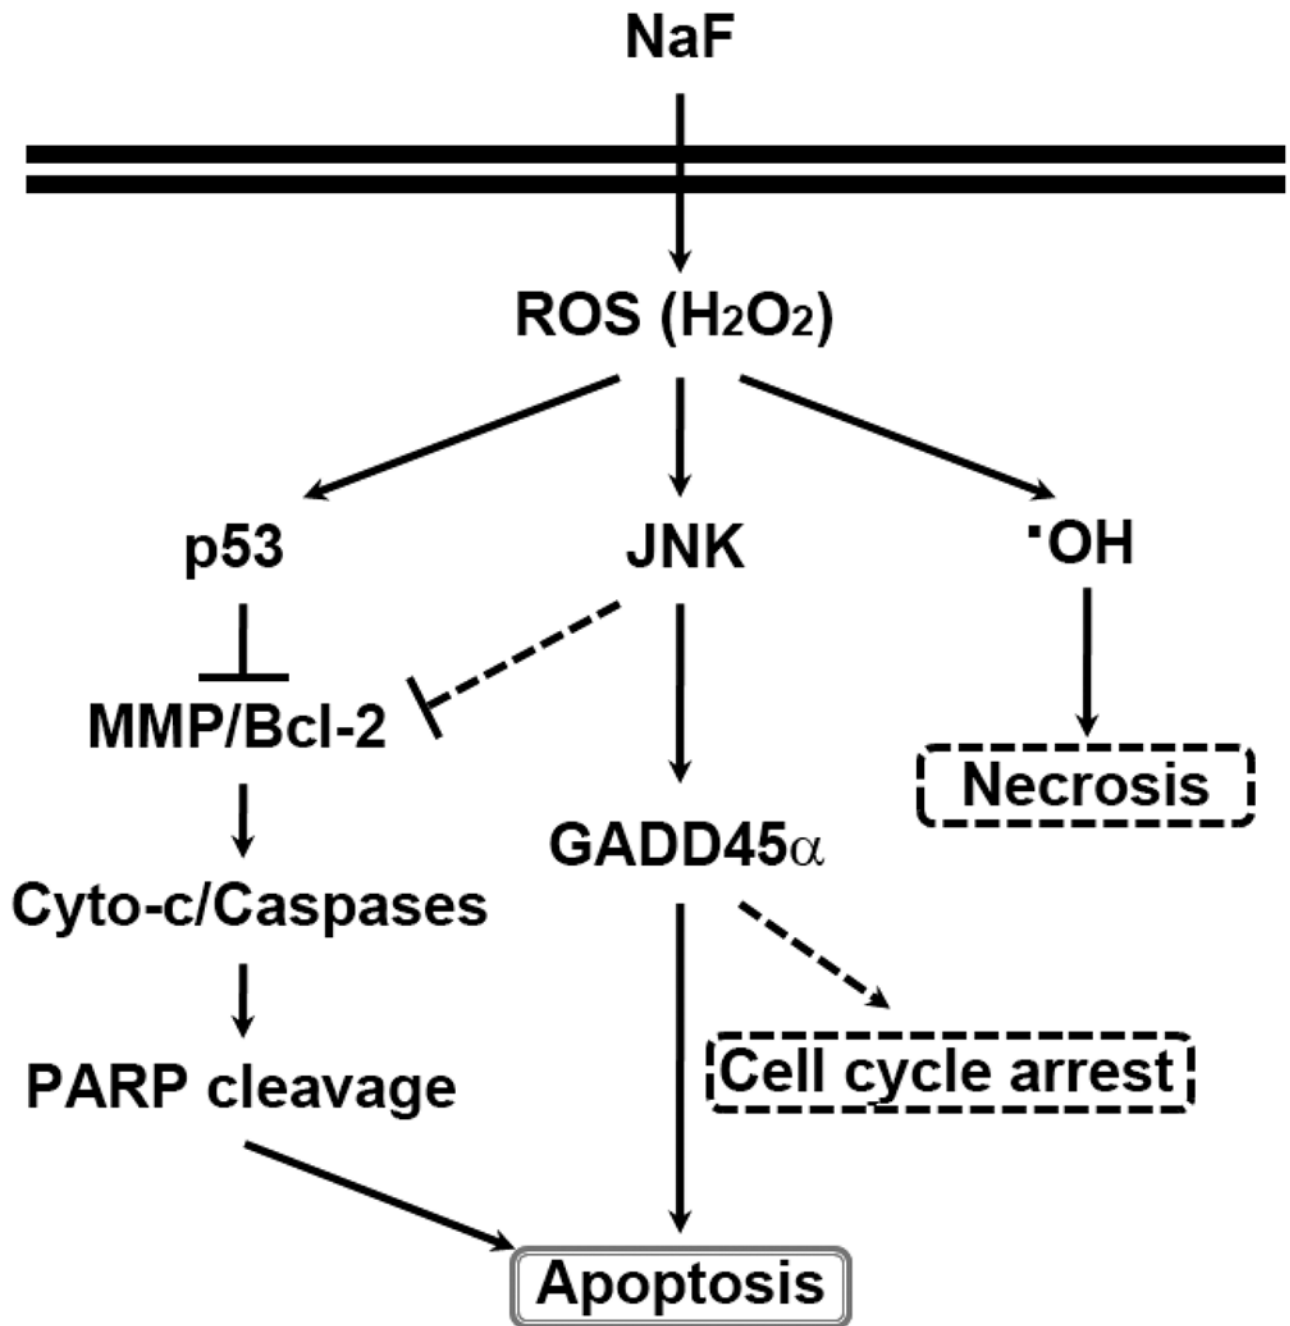 NaF
ROS (H2O2)
p53
JNK
▪OH
MMP/Bcl-2
Necrosis
GADD45α
Cyto-c/Caspases
Cell cycle arrest
PARP cleavage
Apoptosis